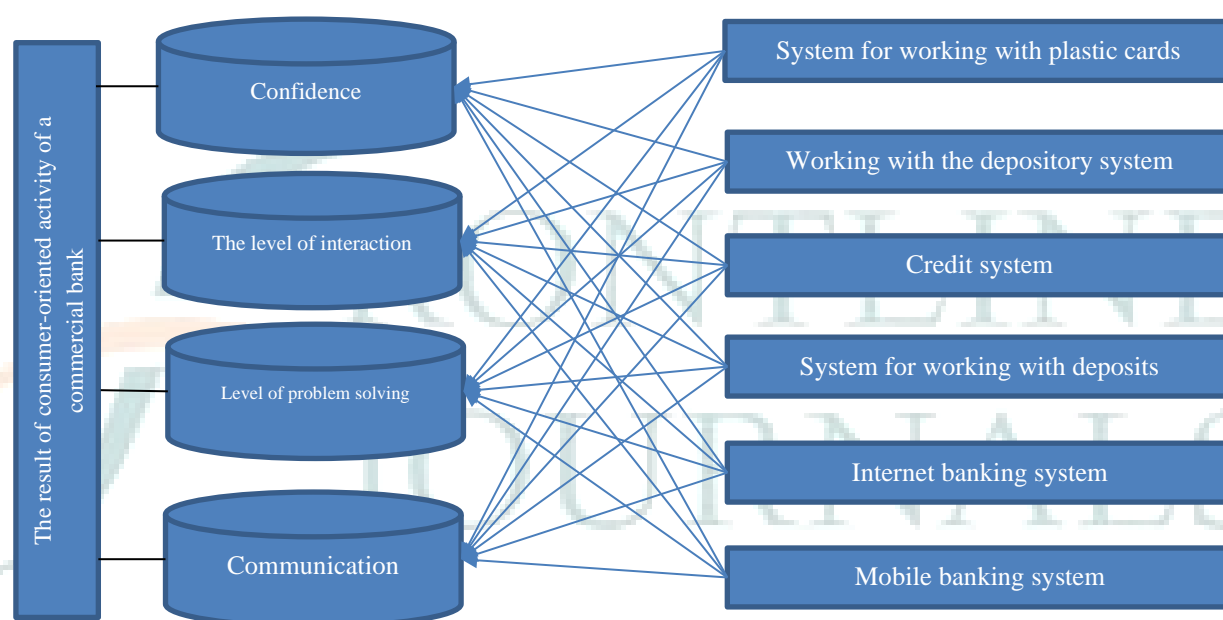 The result of consumer-oriented activity of a
commercial bank
Confidence
The level of interaction
Level of problem solving
Communication
System for working with plastic cards
Working with the depository system
Credit system
System for working with deposits
Internet banking system
Mobile banking system
RONTLINE
JOURNALS